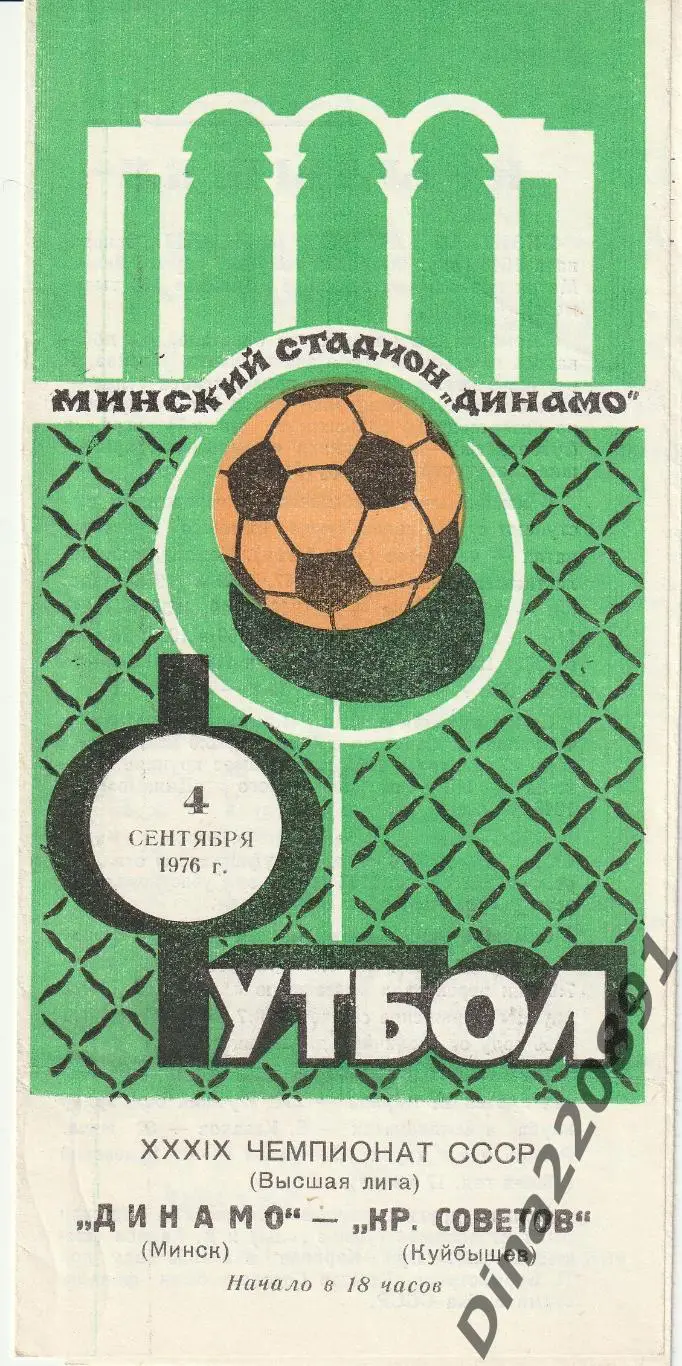 МИНСКИЙ СТАДИОН „ДИНАМО"
4
СЕНТЯБРЯ
1976 г.
ФУТБОЛ
XXXIX ЧЕМПИОНАТ СССР
(Высшая лига)
„ДИНАМО" — „КР. СОВЕТОВ"
(Минск) (Куйбышев)
Начало в 18 часов
Dina220891